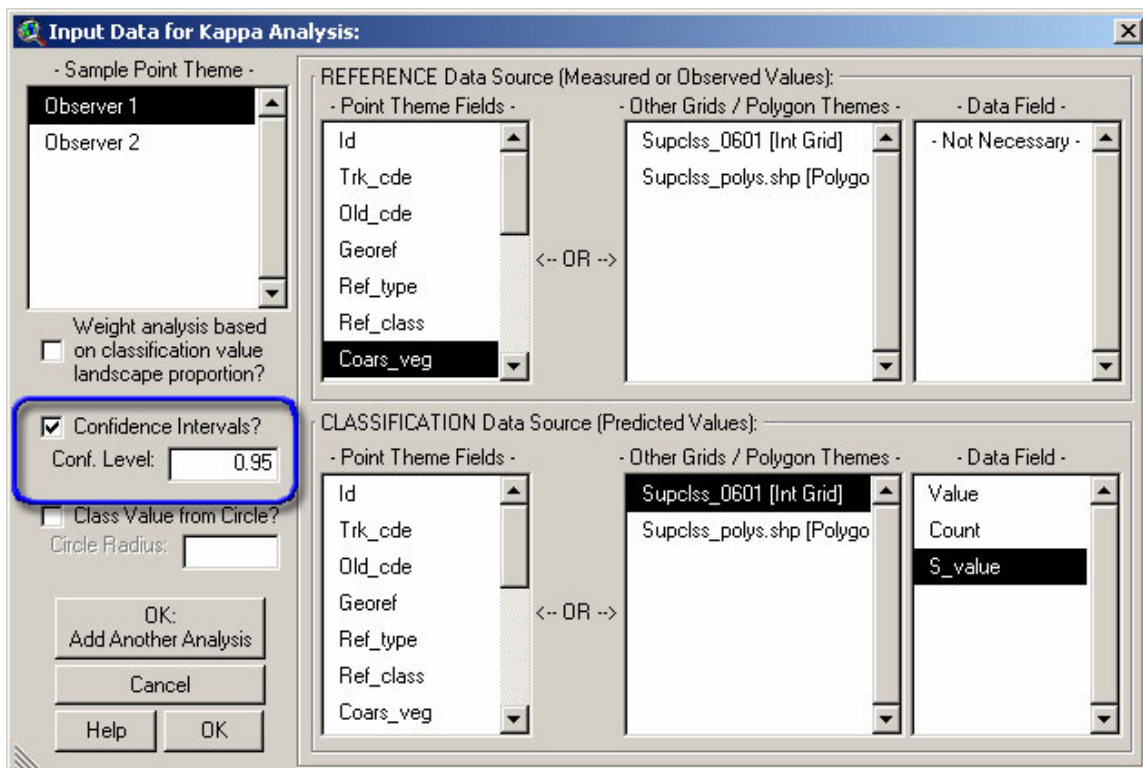 Input Data for Kappa Analysis:
- Sample Point Theme -
Observer 1
Observer 2
Weight analysis based
on classification value
landscape proportion?
Confidence Intervals?
Conf. Level: 0.95
Class Value from Circle?
Circle Radius:
OK:
Add Another Analysis
Cancel
Help
OK
REFERENCE Data Source (Measured or Observed Values):
- Point Theme Fields -
Id
Trk_cde
Old_cde
Georef
Ref_type
Ref_class
Coars_veg
<-- OR -->
- Other Grids / Polygon Themes -
Supclss_0601 [Int Grid]
Supclss_polys.shp [Polygo
- Data Field -
- Not Necessary -
CLASSIFICATION Data Source (Predicted Values):
- Point Theme Fields -
Id
Trk_cde
Old_cde
Georef
Ref_type
Ref_class
Coars_veg
<-- OR -->
- Other Grids / Polygon Themes -
Supclss_0601 [Int Grid]
Supclss_polys.shp [Polygo
- Data Field -
Value
Count
S_value